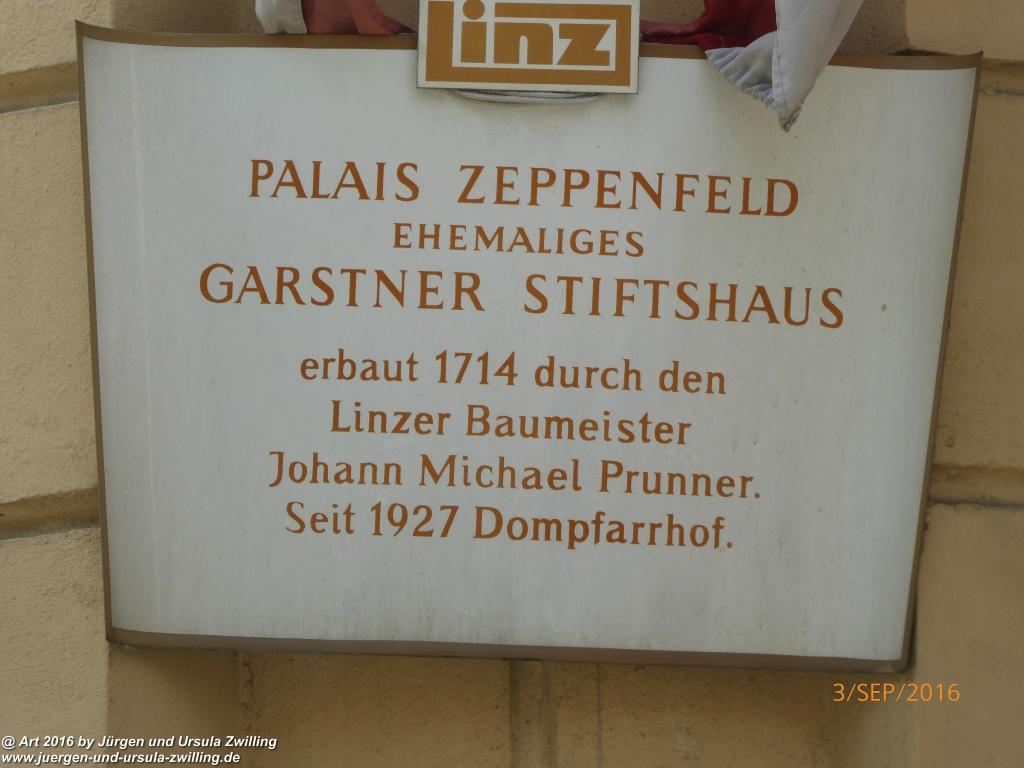 Linz
PALAIS ZEPPENFELD
EHEMALIGES
GARSTNER STIFTSHAUS
erbaut 1714 durch den
Linzer Baumeister
Johann Michael Prunner.
Seit 1927 Dompfarrhof.
3/SEP/2016
@ Art 2016 by Jürgen und Ursula Zwilling
www.juergen-und-ursula-zwilling.de